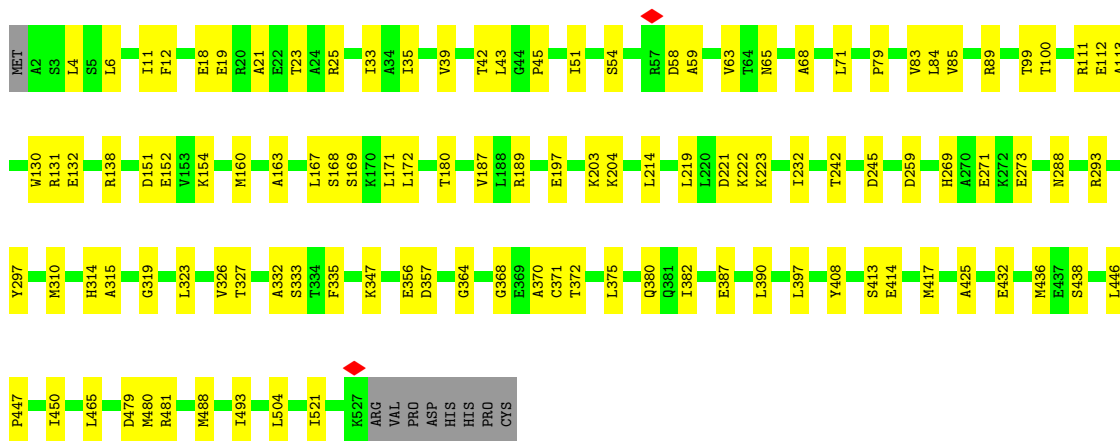 MET A2 S3 L4 S5 L6 I11 F12 E18 E19 R20 A21 E22 T23 A24 R25 I33 A34 I35 V39 T42 L43 G44 P45 I51 S54 R57 D58 A59 V63 T64 N65 A68 L71 P79 V83 L84 V85 R89 T99 T100 R111 E112 A113
W130 R131 E132 R138 D151 E152 V153 K154 M160 A163 L167 S168 S169 K170 L171 L172 T180 V187 L188 R189 E197 K203 K204 L214 L219 L220 D221 K222 K223 I232 T242 D245 D259 H269 A270 E271 K272 E273 N288 R293
Y297 M310 H314 A315 G319 L323 V326 T327 A332 S333 T334 F335 K347 E356 D357 G364 G368 E369 A370 C371 T372 L375 Q380 Q381 I382 E387 L390 L397 Y408 S413 E414 M417 A425 E432 M436 E437 S438 L446
P447 I450 L465 D479 M480 R481 M488 I493 L504 I521 K527 ARG VAL PRO ASP HIS HIS PRO CYS